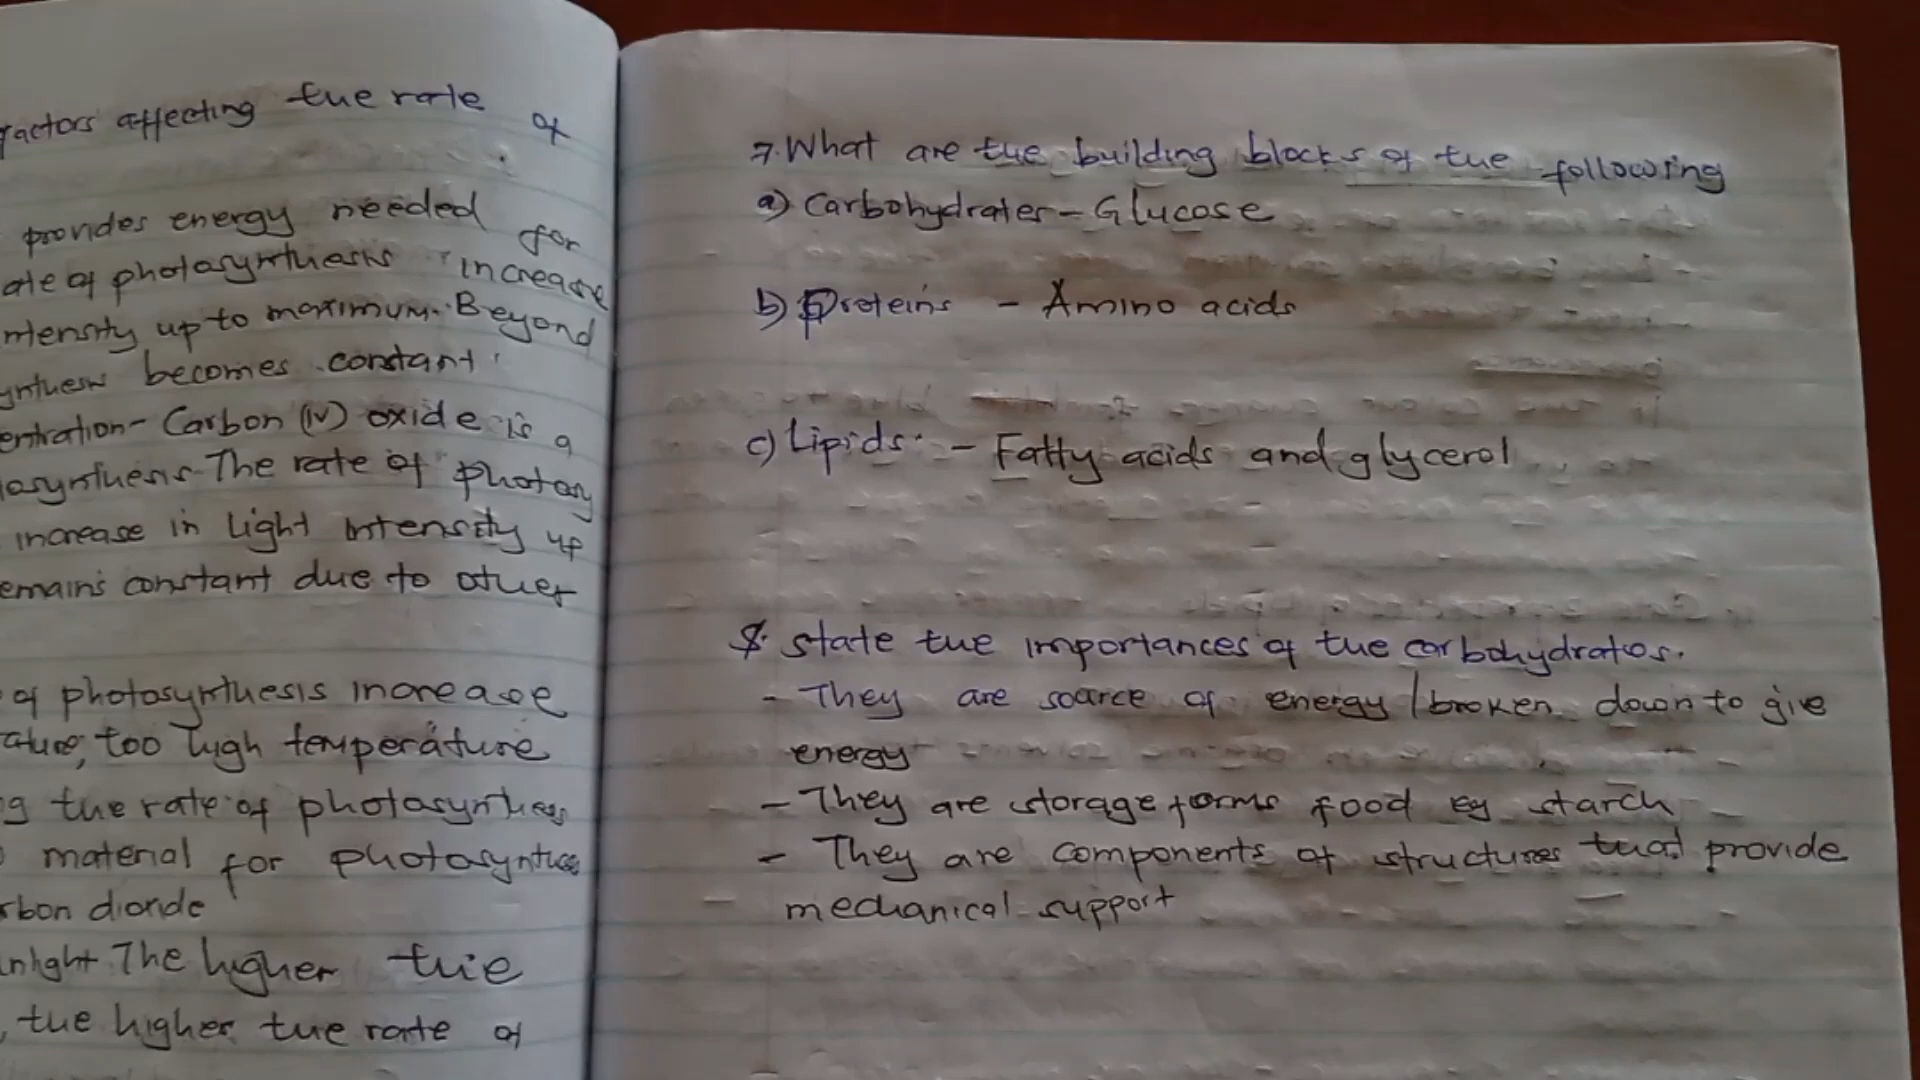 factors affecting the rate of
provides energy needed for
ate of photosynthesis increase
ntensity up to maximum. Beyond
ynthesis becomes constant
entration - Carbon (IV) oxide is a
osynthesis. The rate of photosy
increase in light intensity up
emains constant due to other
of photosynthesis increase
ature, too high temperature
g the rate of photosynthesis
material for photosynthesis
rbon dioxide
nlight The higher the
, the higher the rate of
7. What are the building blocks of the following
a) Carbohydrates - Glucose
b) Proteins - Amino acids
c) Lipids: - Fatty acids and glycerol
8. State the importances of the carbohydrates.
- They are source of energy / broken down to give
energy
- They are storage forms food eg starch
- They are components of structures that provide
mechanical support